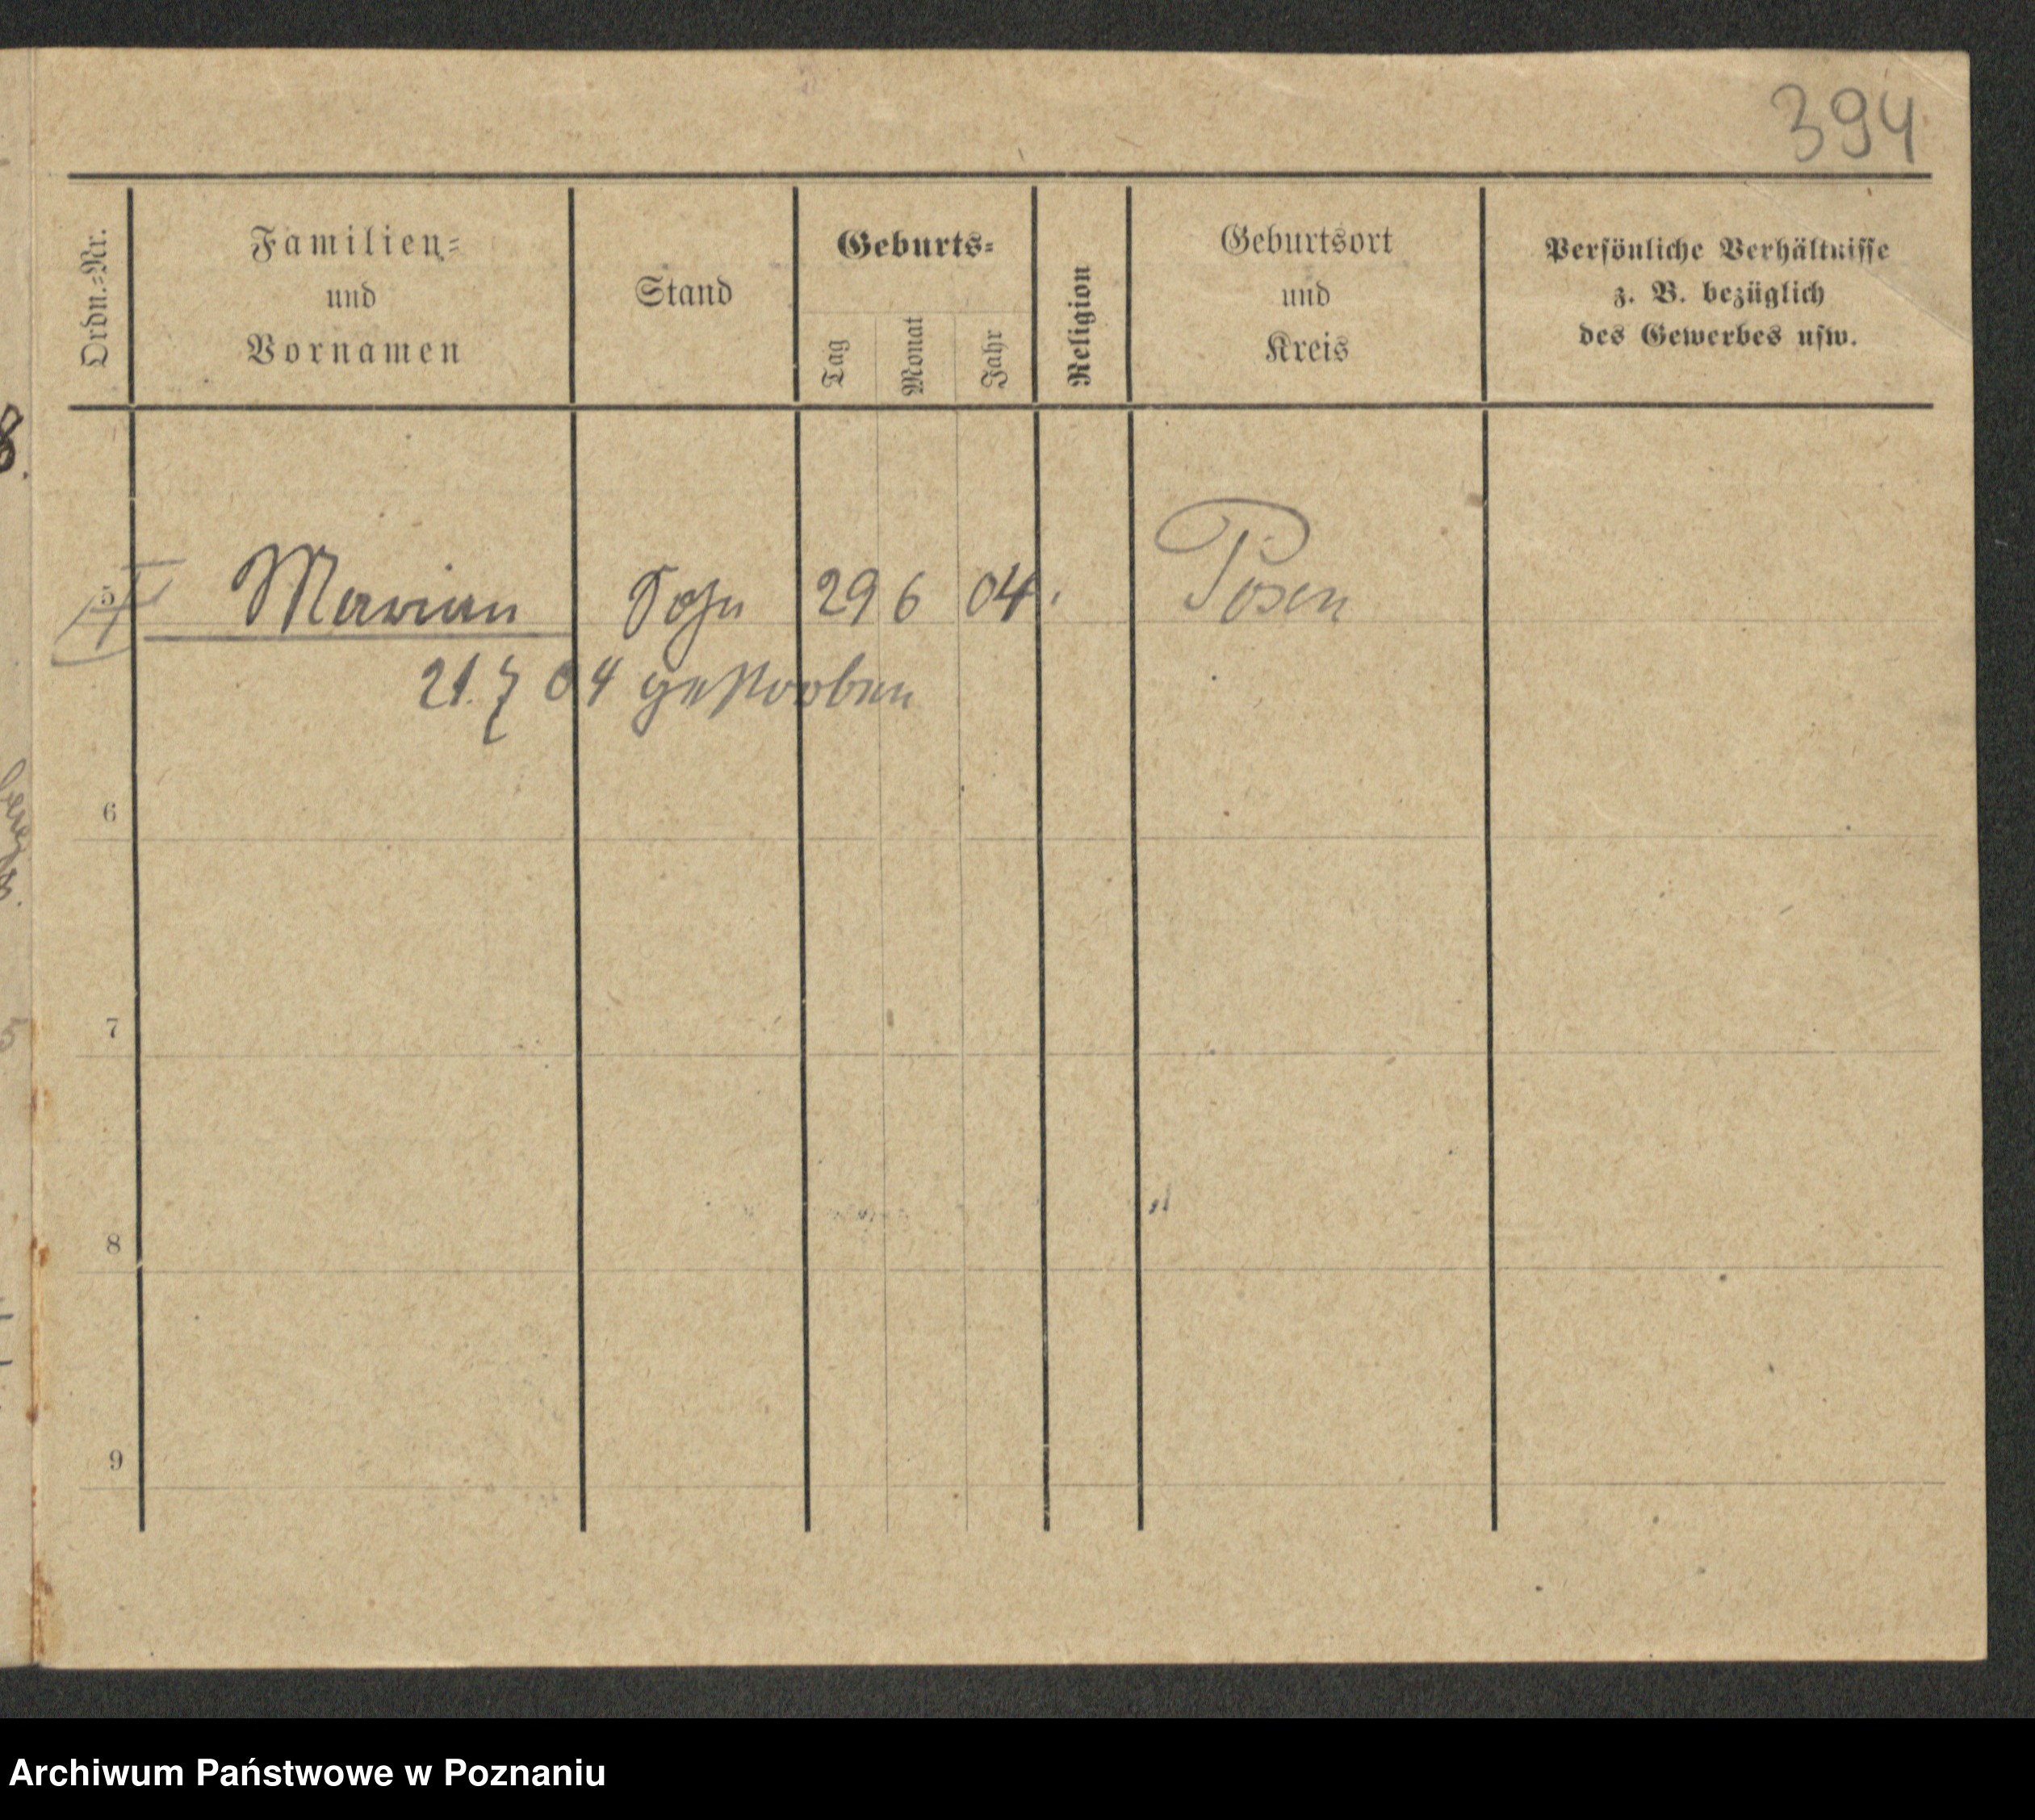 394
Ordn.-Nr.
Familien-
und
Vornamen
Stand
Geburts-
Tag
Monat
Jahr
Religion
Geburtsort
und
Kreis
Persönliche Verhältnisse
z. B. bezüglich
des Gewerbes usw.
5 Marian Sohn 29 6 04. Posen
21.7 04 gestorben
6
7
8
9
Archiwum Państwowe w Poznaniu